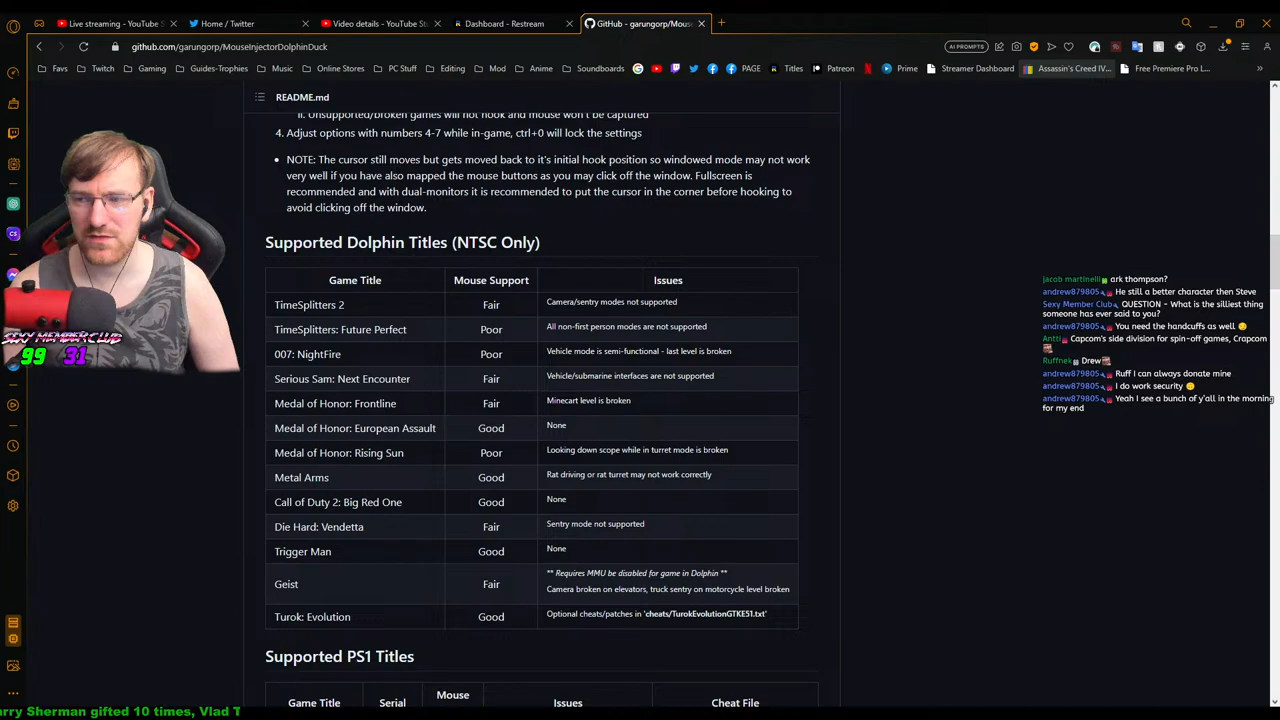 Live streaming - YouTube S
Home / Twitter
Video details - YouTube Stu
Dashboard - Restream
GitHub - garungorp/Mouse
github.com/garungorp/MouseInjectorDolphinDuck
AI PROMPTS
Favs
Twitch
Gaming
Guides-Trophies
Music
Online Stores
PC Stuff
Editing
Mod
Anime
Soundboards
PAGE
Titles
Patreon
Prime
Streamer Dashboard
Assassin's Creed IV...
Free Premiere Pro L...
README.md
ii. Unsupported/broken games will not hook and mouse won't be captured
4. Adjust options with numbers 4-7 while in-game, ctrl+0 will lock the settings
• NOTE: The cursor still moves but gets moved back to it's initial hook position so windowed mode may not work
very well if you have also mapped the mouse buttons as you may click off the window. Fullscreen is
recommended and with dual-monitors it is recommended to put the cursor in the corner before hooking to
avoid clicking off the window.
Supported Dolphin Titles (NTSC Only)
Game Title Mouse Support Issues
TimeSplitters 2 Fair Camera/sentry modes not supported
TimeSplitters: Future Perfect Poor All non-first person modes are not supported
007: NightFire Poor Vehicle mode is semi-functional - last level is broken
Serious Sam: Next Encounter Fair Vehicle/submarine interfaces are not supported
Medal of Honor: Frontline Fair Minecart level is broken
Medal of Honor: European Assault Good None
Medal of Honor: Rising Sun Poor Looking down scope while in turret mode is broken
Metal Arms Good Rat driving or rat turret may not work correctly
Call of Duty 2: Big Red One Good None
Die Hard: Vendetta Fair Sentry mode not supported
Trigger Man Good None
Geist Fair ** Requires MMU be disabled for game in Dolphin **
Camera broken on elevators, truck sentry on motorcycle level broken
Turok: Evolution Good Optional cheats/patches in 'cheats/TurokEvolutionGTKE51.txt'
Supported PS1 Titles
Game Title Serial Mouse Issues Cheat File
Jacob martinelli ark thompson?
andrew879805 He still a better character then Steve
Sexy Member Club QUESTION - What is the silliest thing
someone has ever said to you?
andrew879805 You need the handcuffs as well
Antti Capcom's side division for spin-off games, Crapcom
Ruffnek Drew
andrew879805 Ruff I can always donate mine
andrew879805 I do work security
andrew879805 Yeah I see a bunch of y'all in the morning
for my end
SEXY MEMBER CLUB
99 31
arry Sherman gifted 10 times, Vlad T